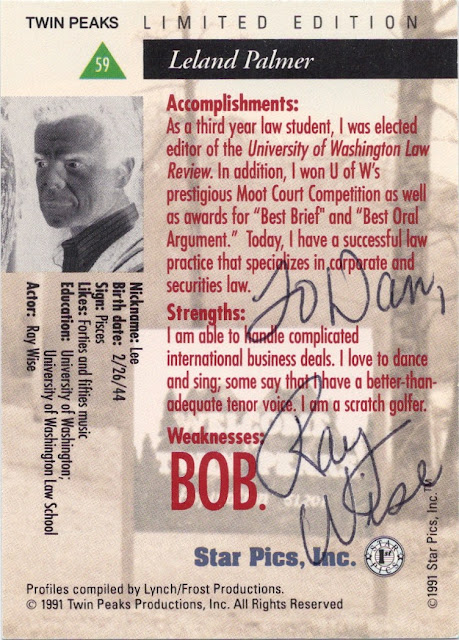 TWIN PEAKS LIMITED EDITION
59
Leland Palmer
Accomplishments:
As a third year law student, I was elected
editor of the University of Washington Law
Review. In addition, I won U of W's
prestigious Moot Court Competition as well
as awards for "Best Brief" and "Best Oral
Argument." Today, I have a successful law
practice that specializes in corporate and
securities law.
Strengths:
I am able to handle complicated
international business deals. I love to dance
and sing; some say that I have a better-than-
adequate tenor voice. I am a scratch golfer.
Weaknesses:
BOB.
Nickname: Lee
Birth date: 2/26/44
Sign: Pisces
Likes: Forties and fifties music
Education: University of Washington;
University of Washington Law School
Actor: Ray Wise
To Dan,
Ray
Wise
Star Pics, Inc.
STAR PICS
1st
©1991 Star Pics, Inc.™
Profiles compiled by Lynch/Frost Productions.
© 1991 Twin Peaks Productions, Inc. All Rights Reserved